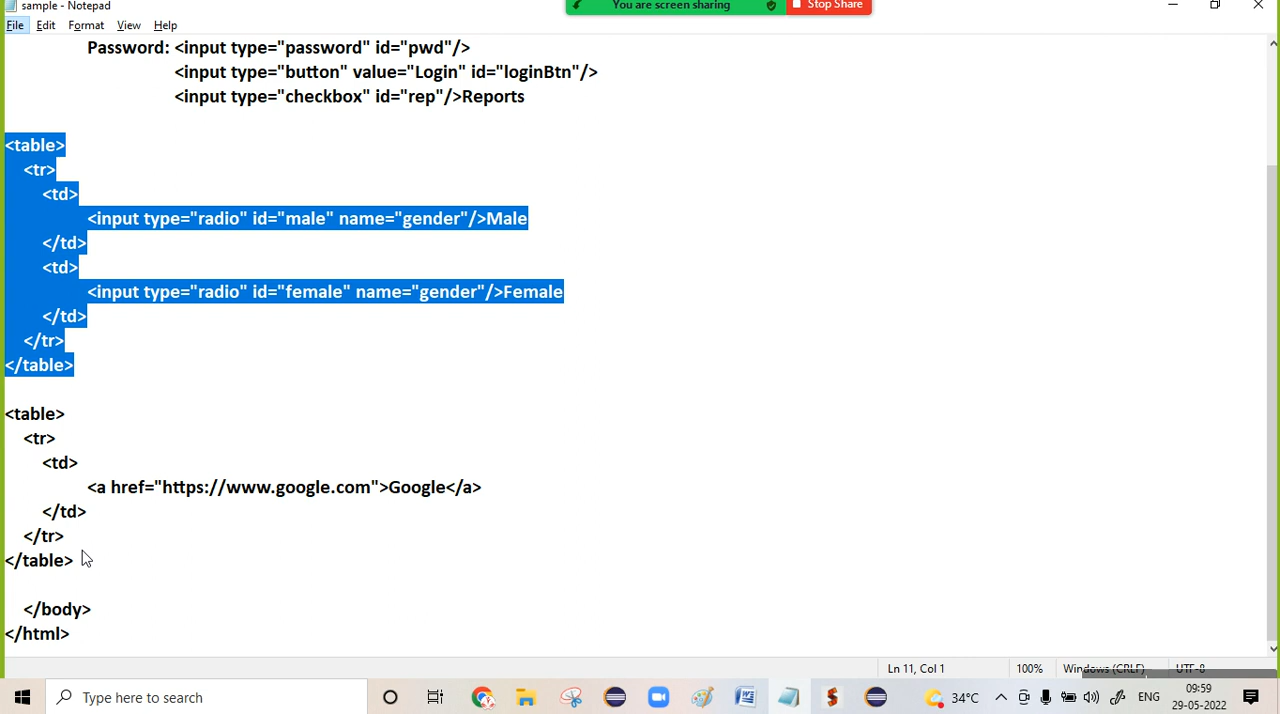 sample - Notepad
You are screen sharing
Stop Share
File Edit Format View Help
Password: <input type="password" id="pwd"/>
<input type="button" value="Login" id="loginBtn"/>
<input type="checkbox" id="rep"/>Reports
<table>
<tr>
<td>
<input type="radio" id="male" name="gender"/>Male
</td>
<td>
<input type="radio" id="female" name="gender"/>Female
</td>
</tr>
</table>
<table>
<tr>
<td>
<a href="https://www.google.com">Google</a>
</td>
</tr>
</table>
</body>
</html>
Ln 11, Col 1 100% Windows (CRLF) UTF-8
Type here to search
34°C
ENG
09:59
29-05-2022